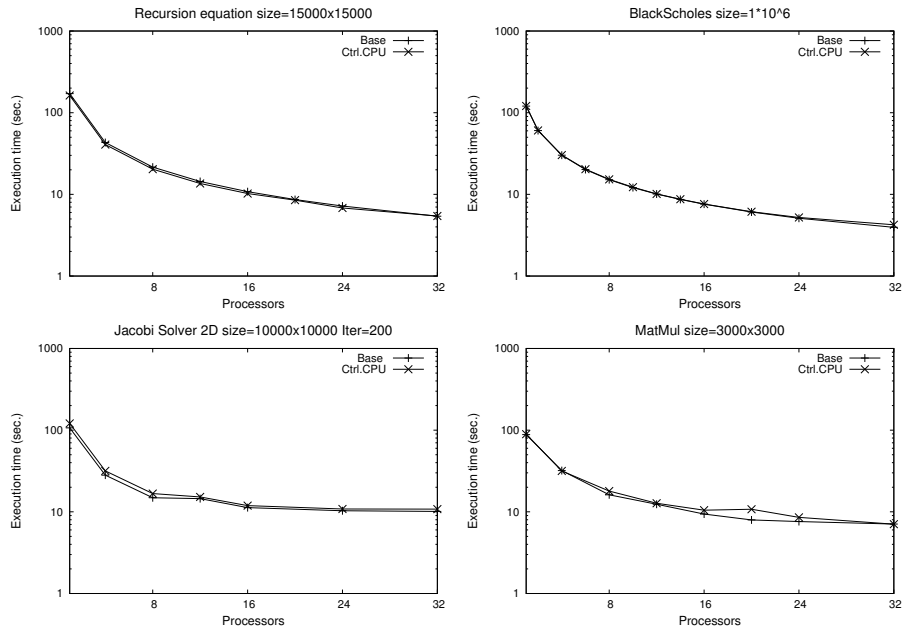 Recursion equation size=15000x15000
Execution time (sec.)
1000
100
10
1
Base
Ctrl.CPU
8
16
24
32
Processors
BlackScholes size=1*10^6
Execution time (sec.)
1000
100
10
1
Base
Ctrl.CPU
8
16
24
32
Processors
Jacobi Solver 2D size=10000x10000 Iter=200
Execution time (sec.)
1000
100
10
1
Base
Ctrl.CPU
8
16
24
32
Processors
MatMul size=3000x3000
Execution time (sec.)
1000
100
10
1
Base
Ctrl.CPU
8
16
24
32
Processors